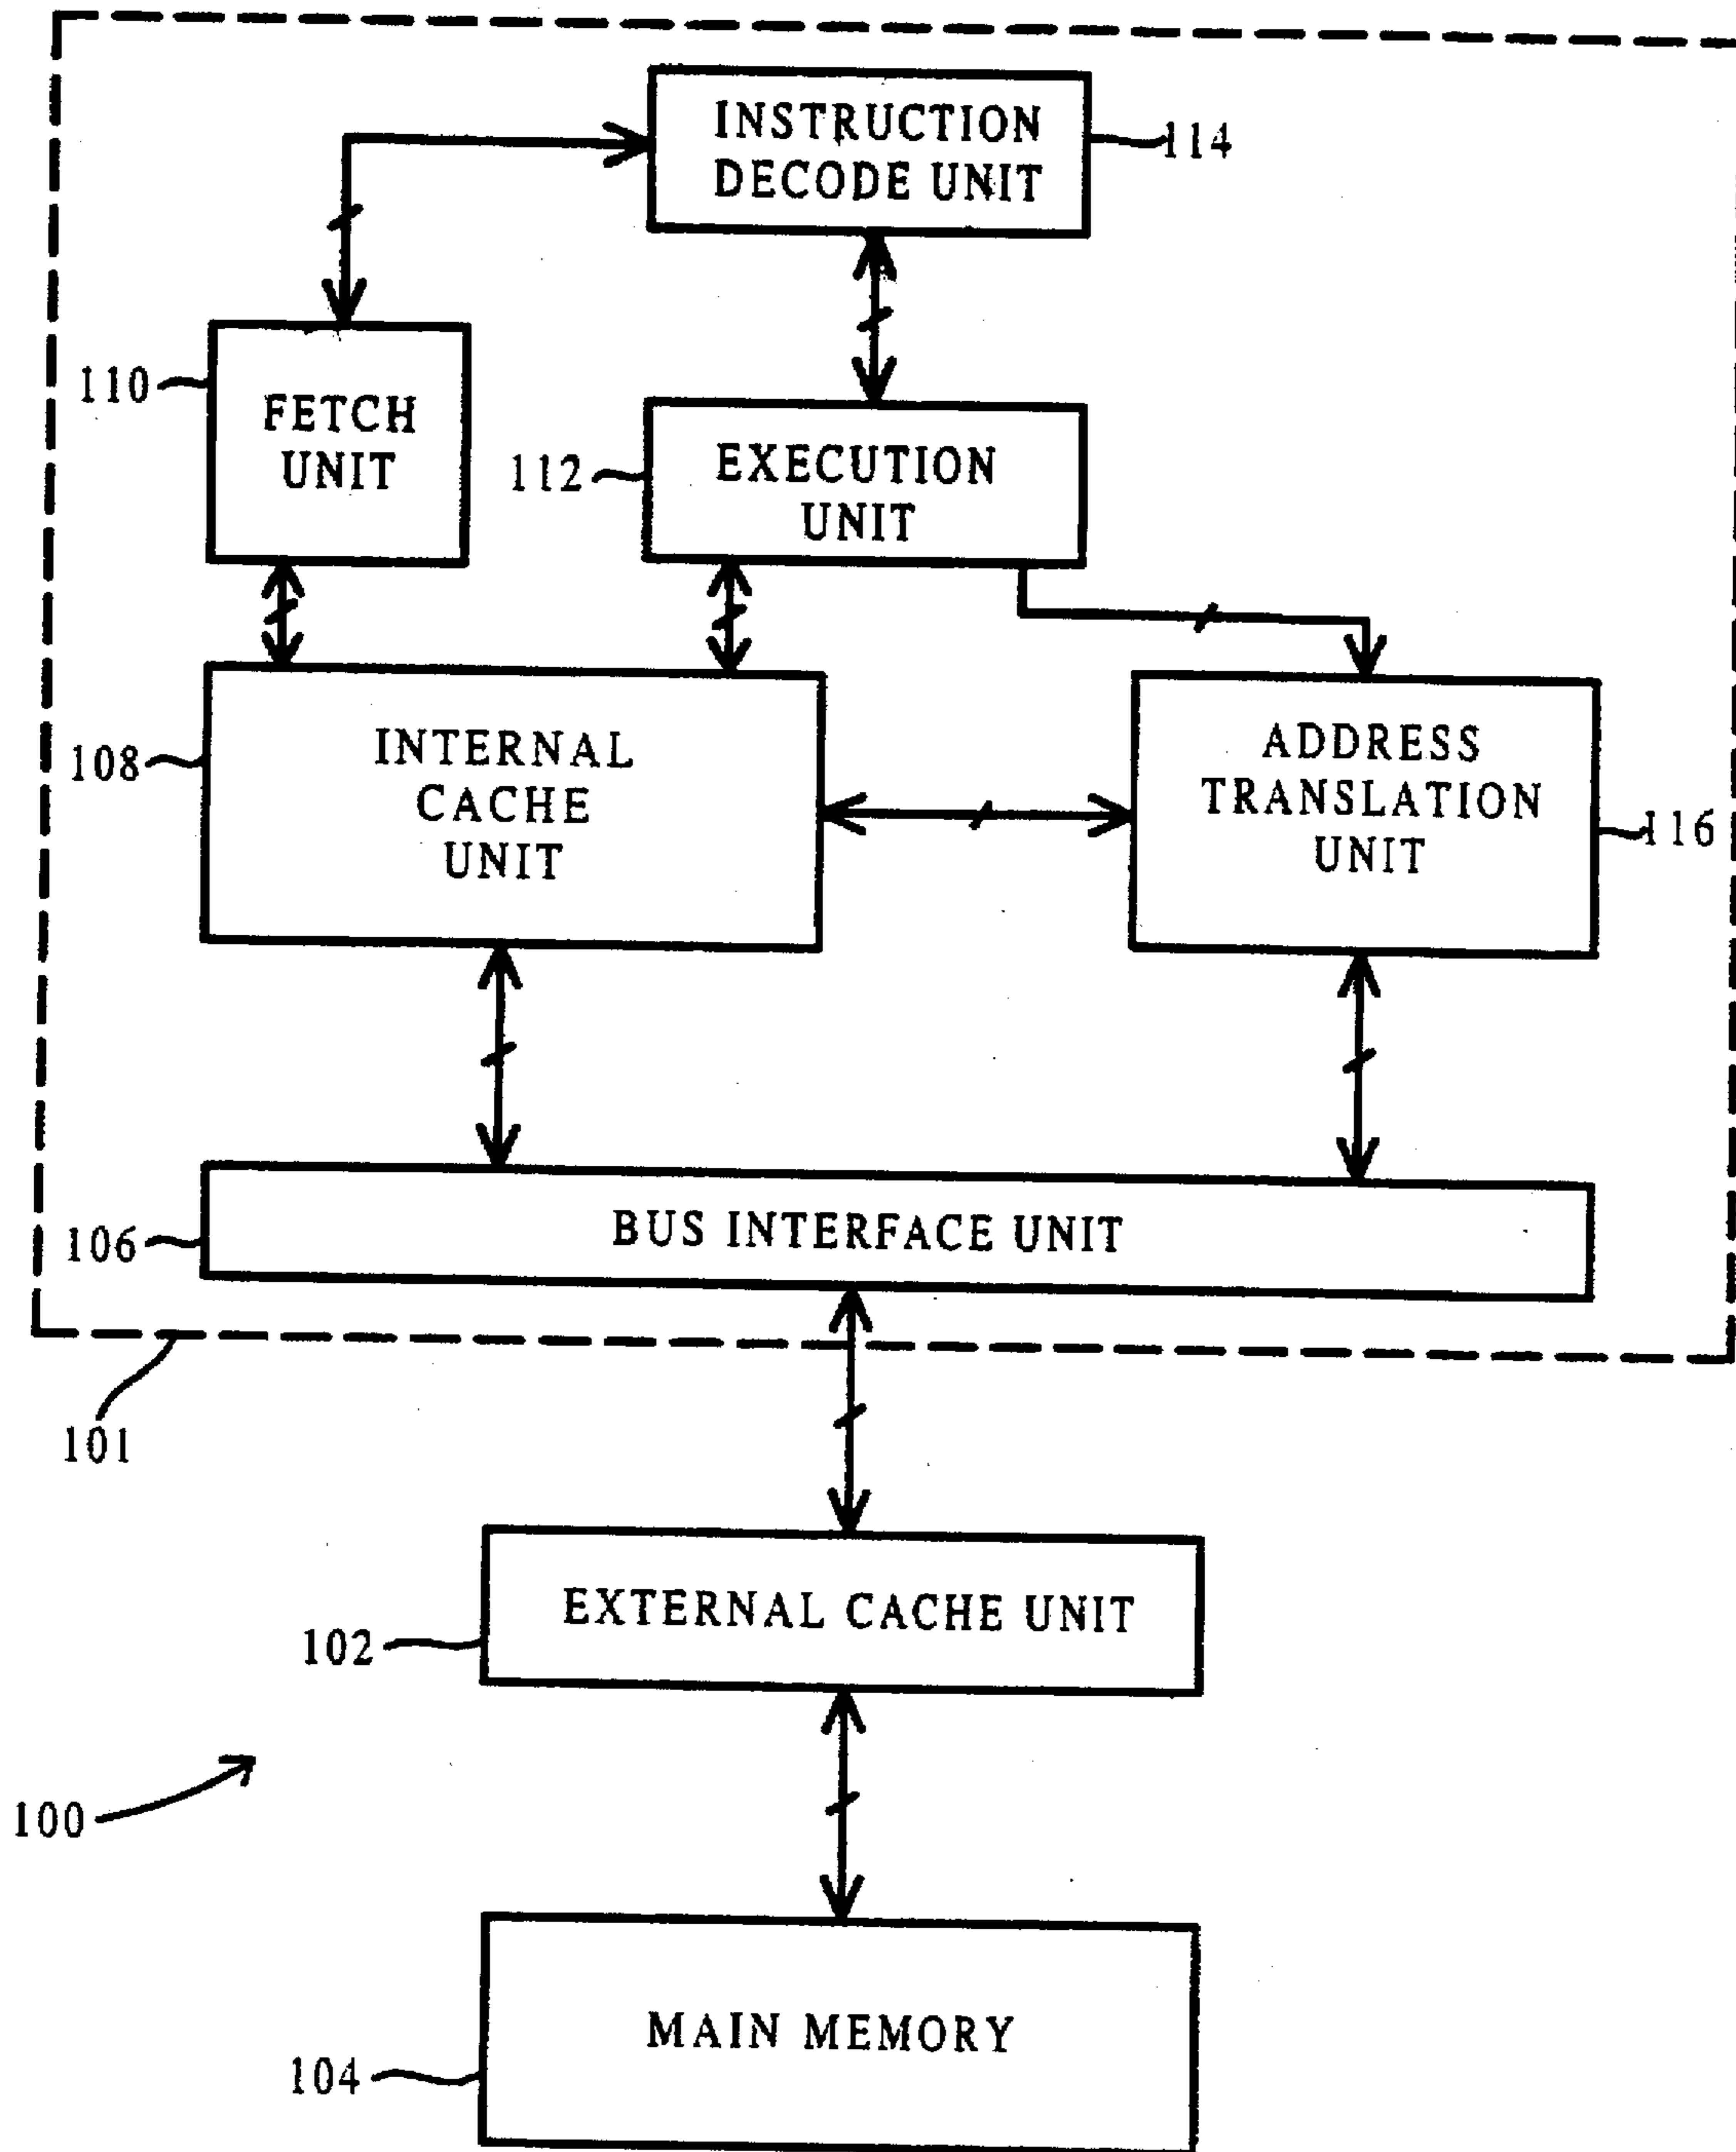 INSTRUCTION
DECODE UNIT
114
110
FETCH
UNIT
112
EXECUTION
UNIT
108
INTERNAL
CACHE
UNIT
ADDRESS
TRANSLATION
UNIT
116
106
BUS INTERFACE UNIT
101
102
EXTERNAL CACHE UNIT
100
MAIN MEMORY
104